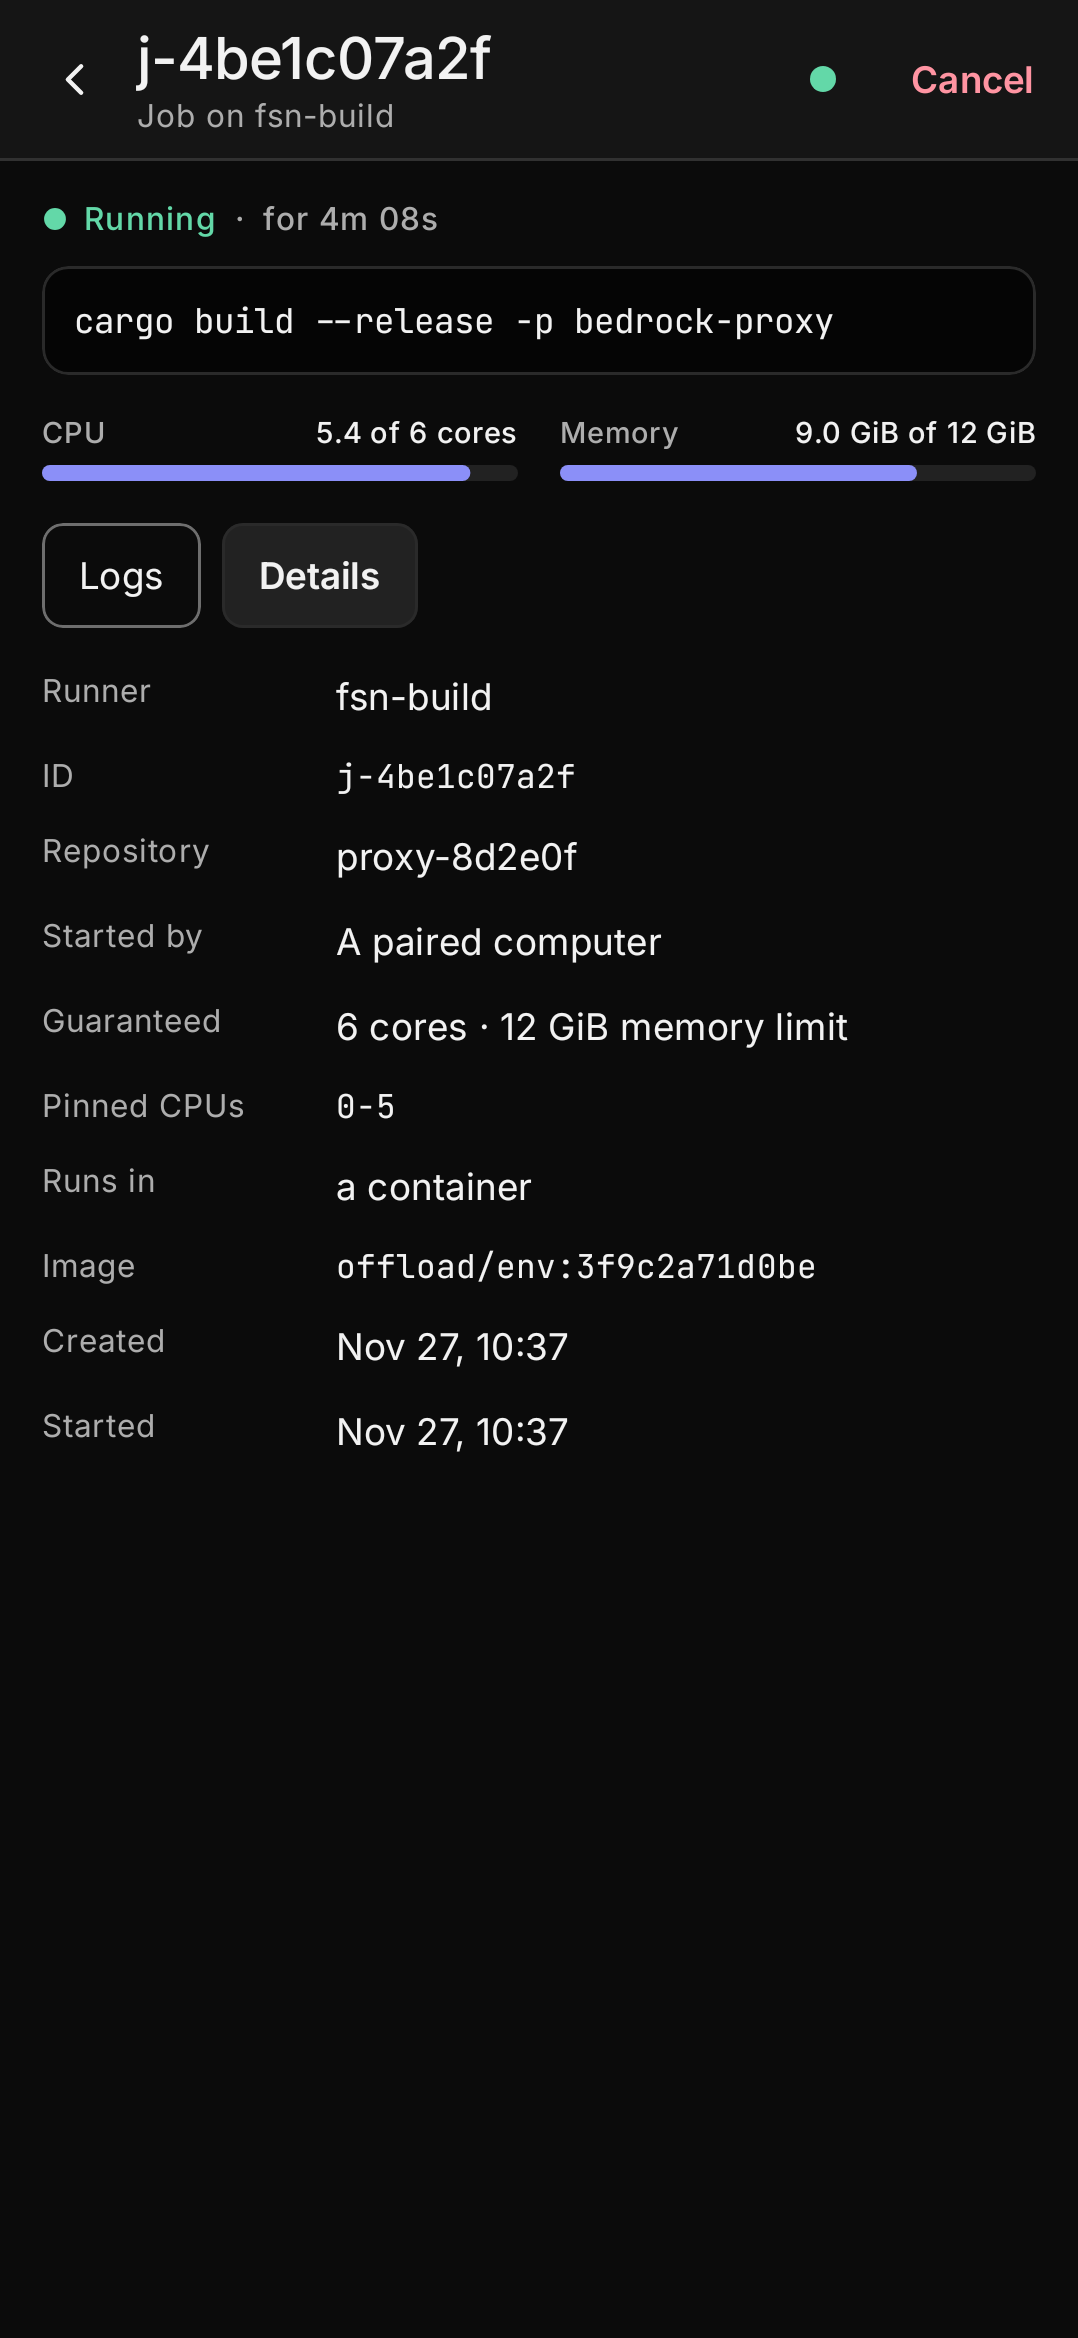 j-4be1c07a2f
Job on fsn-build
Cancel
Running · for 4m 08s
cargo build --release -p bedrock-proxy
CPU 5.4 of 6 cores Memory 9.0 GiB of 12 GiB
Logs Details
Runner fsn-build
ID j-4be1c07a2f
Repository proxy-8d2e0f
Started by A paired computer
Guaranteed 6 cores · 12 GiB memory limit
Pinned CPUs 0-5
Runs in a container
Image offload/env:3f9c2a71d0be
Created Nov 27, 10:37
Started Nov 27, 10:37